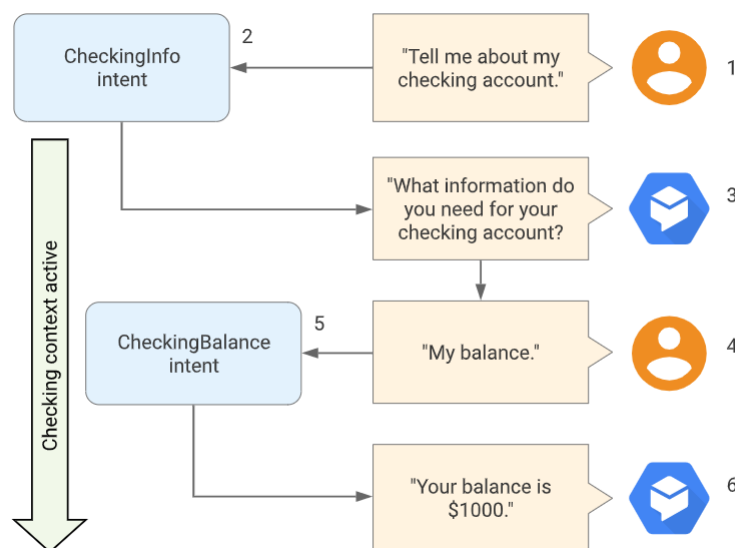 CheckingInfo
intent
2
"Tell me about my
checking account."
1
"What information do
you need for your
checking account?
3
Checking context active
CheckingBalance
intent
5
"My balance."
4
"Your balance is
$1000."
6